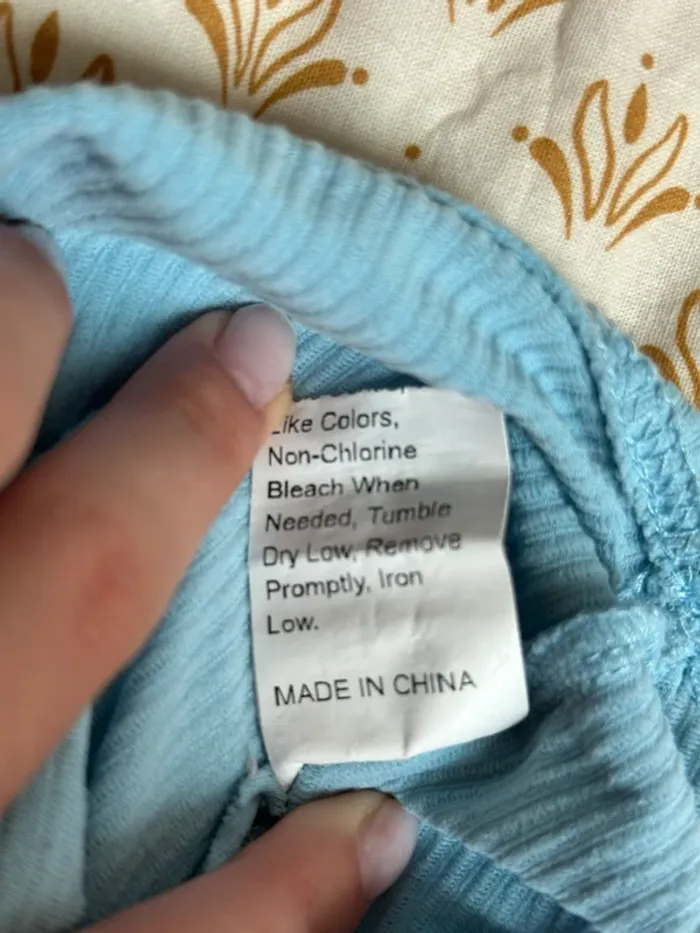 Like Colors,
Non-Chlorine
Bleach When
Needed, Tumble
Dry Low, Remove
Promptly, Iron
Low.
MADE IN CHINA